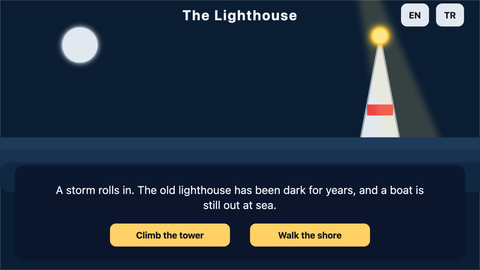 The Lighthouse
EN
TR
A storm rolls in. The old lighthouse has been dark for years, and a boat is
still out at sea.
Climb the tower
Walk the shore